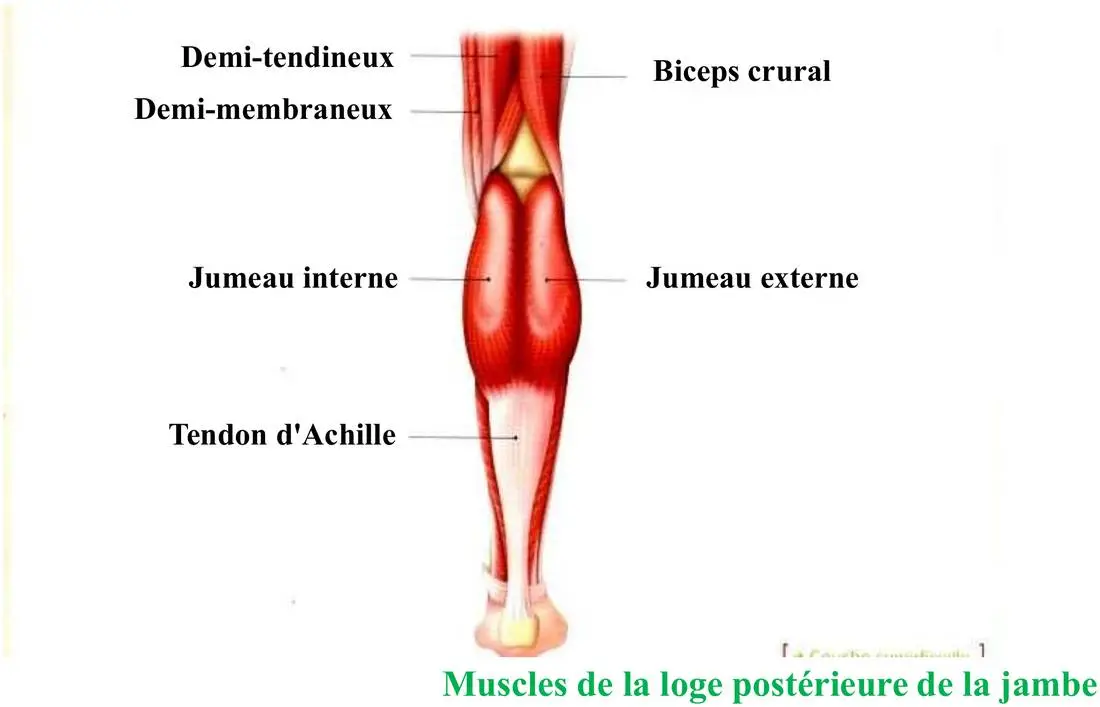 Demi-tendineux
Biceps crural
Demi-membraneux
Jumeau interne
Jumeau externe
Tendon d'Achille
Muscles de la loge postérieure de la jambe